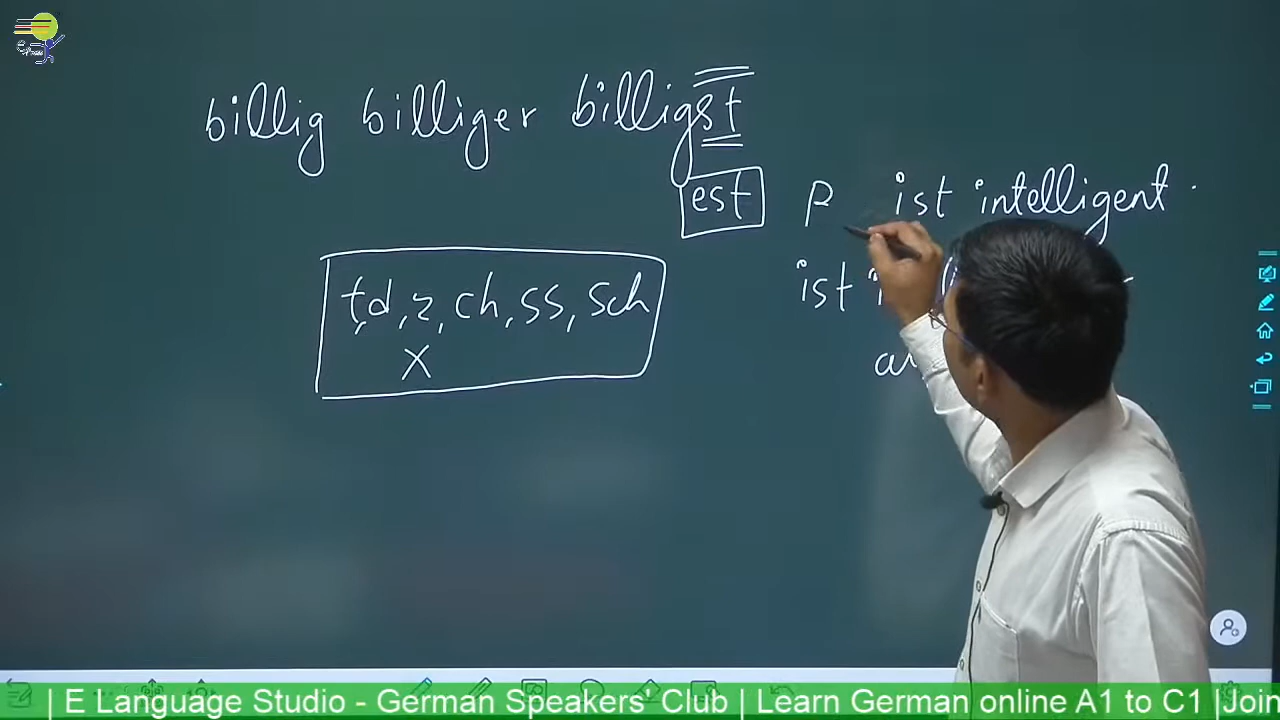 billig billiger billigst
est
P ist intelligent.
t,d,z,ch,ss,sch
ist
x
| E Language Studio - German Speakers' Club | Learn German online A1 to C1 |Join